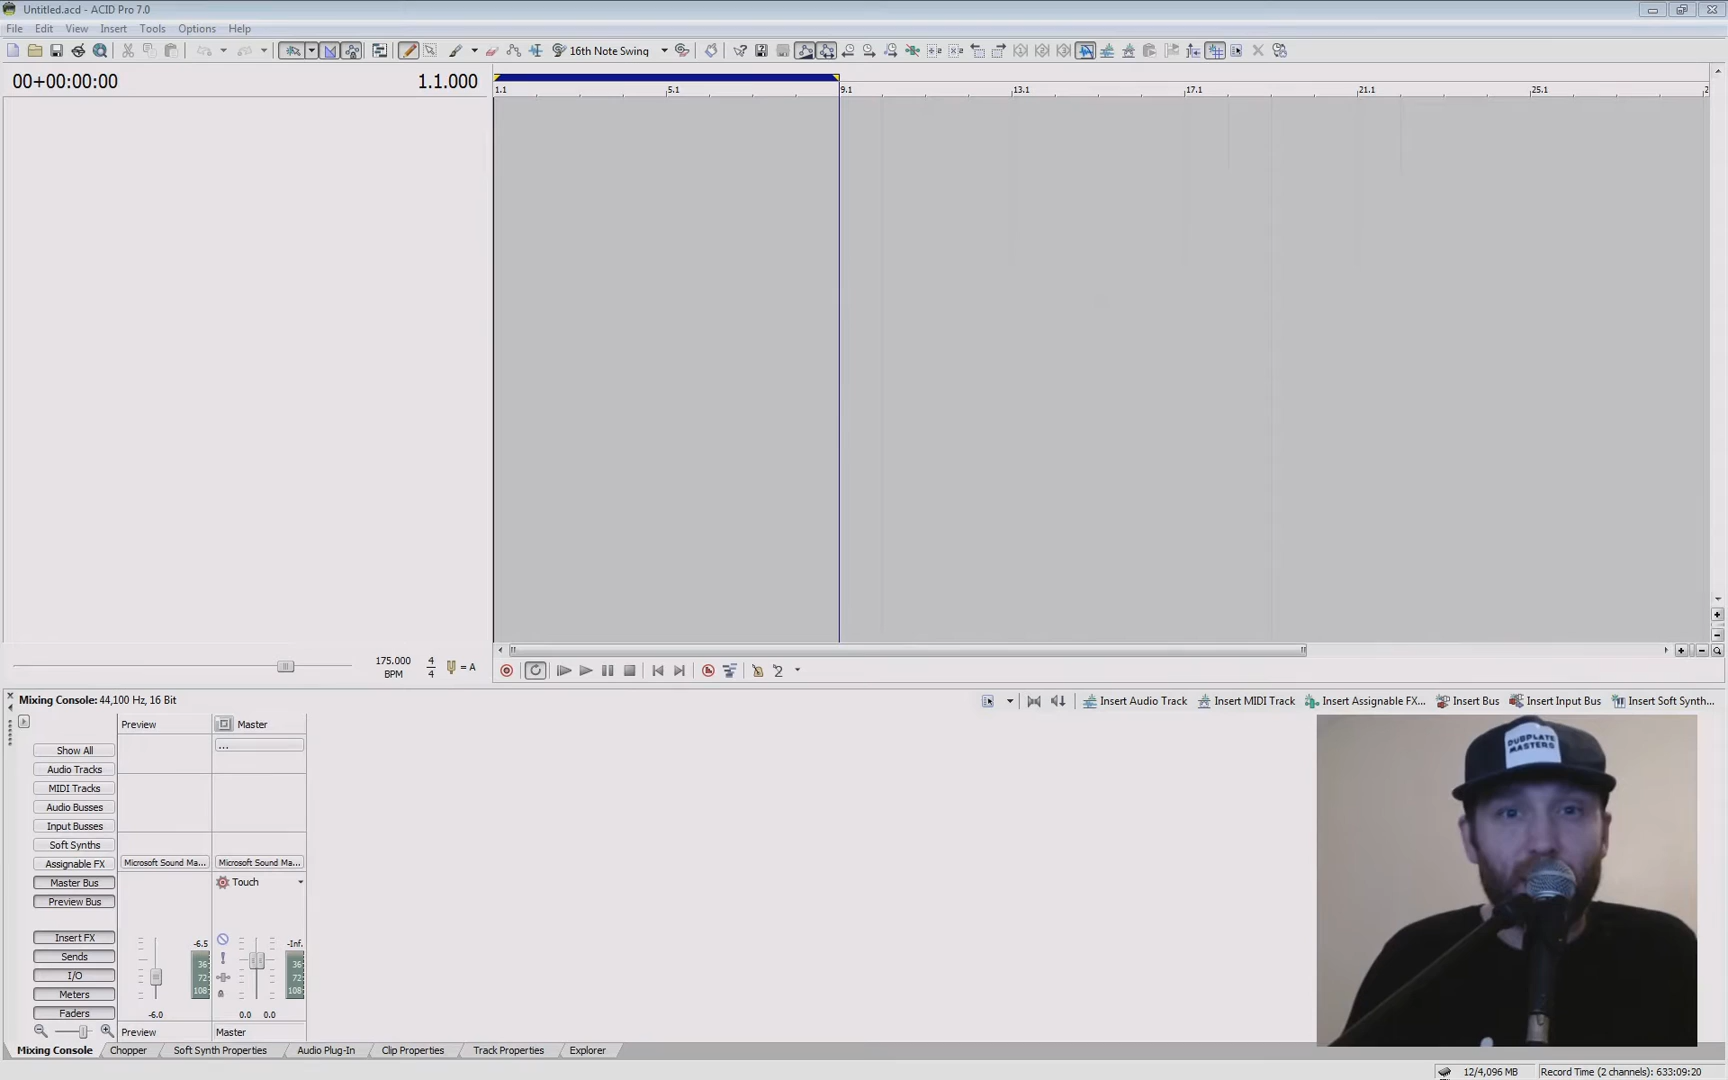 Untitled.acd - ACID Pro 7.0
File Edit View Insert Tools Options Help
16th Note Swing
00+00:00:00 1.1.000
1.1 5.1 9.1 13.1 17.1 21.1 25.1
175.000 BPM 4/4 = A
2
Mixing Console: 44,100 Hz, 16 Bit
Insert Audio Track Insert MIDI Track Insert Assignable FX... Insert Bus Insert Input Bus Insert Soft Synth...
Preview Master
...
Show All
Audio Tracks
MIDI Tracks
Audio Busses
Input Busses
Soft Synths
Assignable FX
Microsoft Sound Ma... Microsoft Sound Ma...
Master Bus
Touch
Preview Bus
Insert FX
-6.5 -Inf.
Sends
36 36
I/O
72 72
Meters
108 108
Faders
-6.0 0.0 0.0
Preview Master
Mixing Console Chopper Soft Synth Properties Audio Plug-In Clip Properties Track Properties Explorer
12/4,096 MB Record Time (2 channels): 633:09:20
DUBPLATE
MASTERS